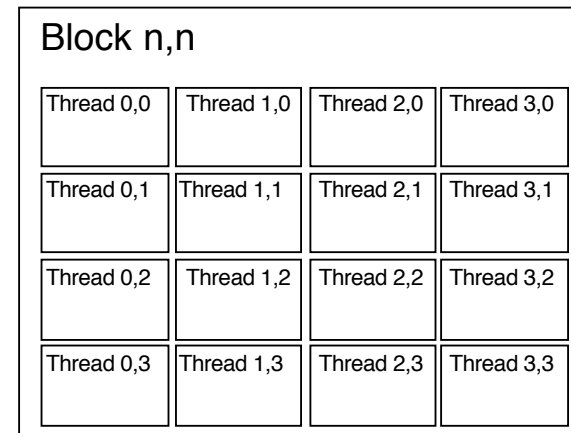 Block n,n
Thread 0,0 Thread 1,0 Thread 2,0 Thread 3,0
Thread 0,1 Thread 1,1 Thread 2,1 Thread 3,1
Thread 0,2 Thread 1,2 Thread 2,2 Thread 3,2
Thread 0,3 Thread 1,3 Thread 2,3 Thread 3,3